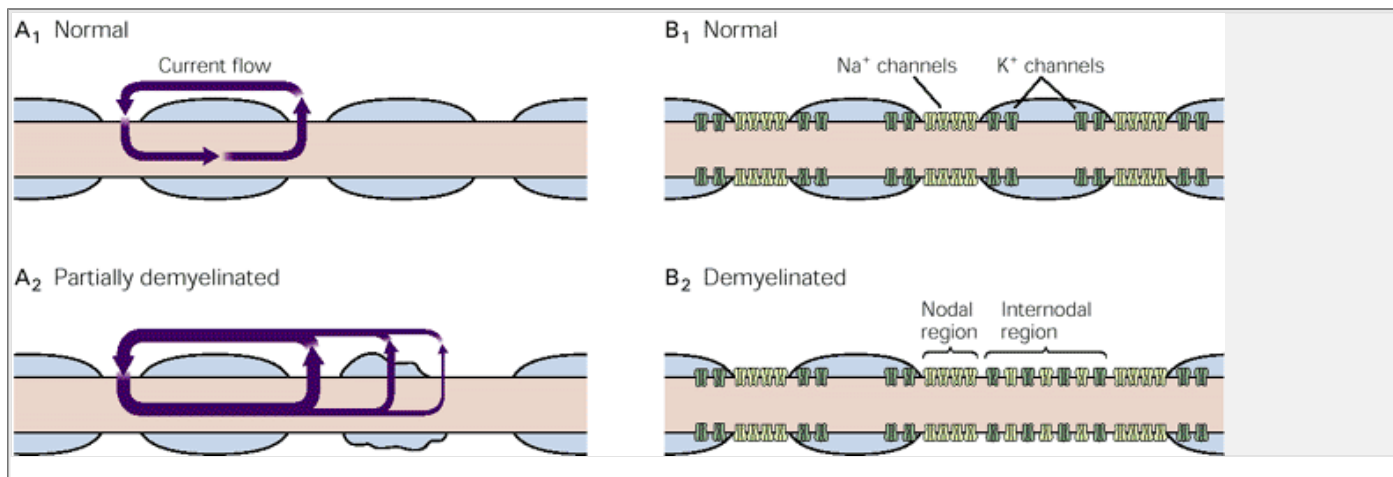 A₁ Normal
Current flow
B₁ Normal
Na⁺ channels
K⁺ channels
A₂ Partially demyelinated
B₂ Demyelinated
Nodal
region
Internodal
region